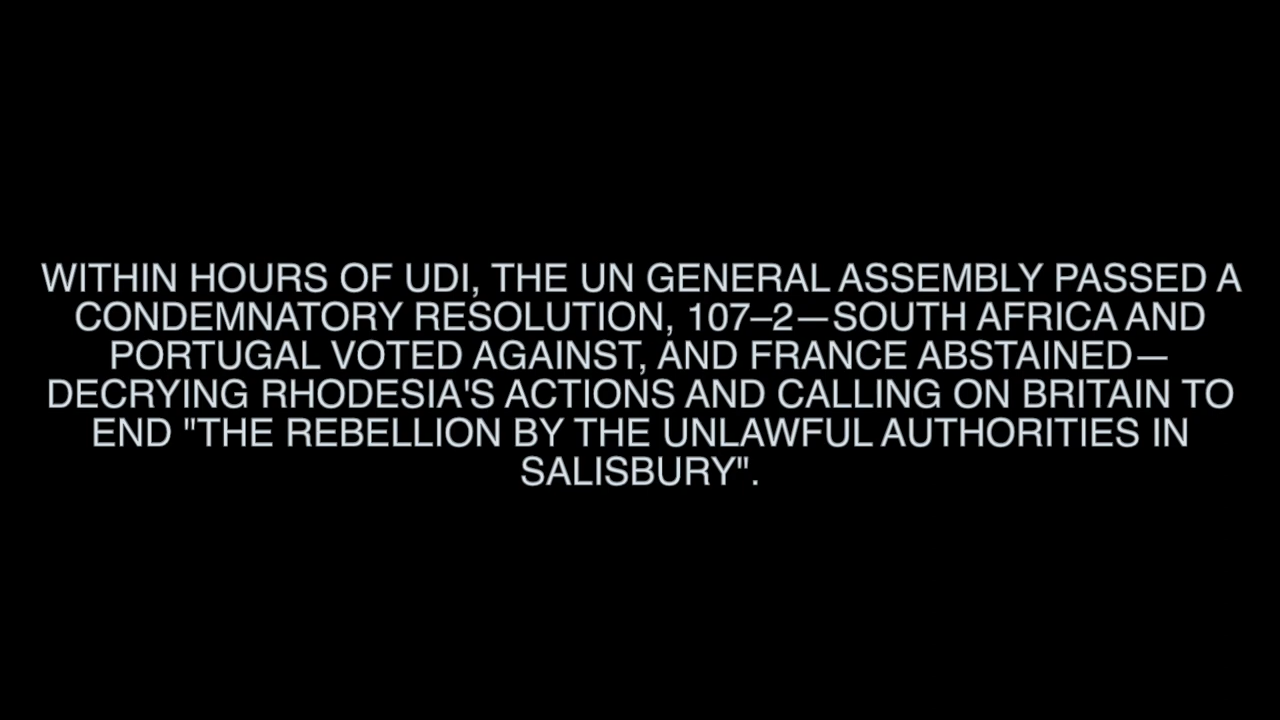 WITHIN HOURS OF UDI, THE UN GENERAL ASSEMBLY PASSED A
CONDEMNATORY RESOLUTION, 107–2—SOUTH AFRICA AND
PORTUGAL VOTED AGAINST, AND FRANCE ABSTAINED—
DECRYING RHODESIA'S ACTIONS AND CALLING ON BRITAIN TO
END "THE REBELLION BY THE UNLAWFUL AUTHORITIES IN
SALISBURY".